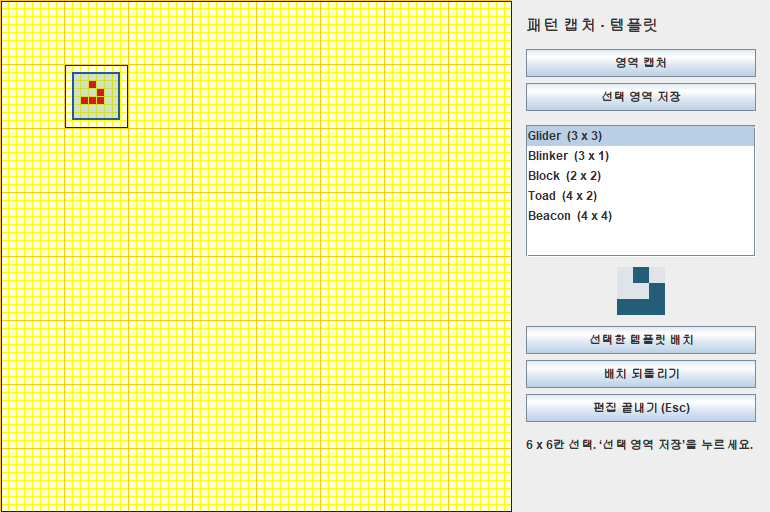 패턴 캡처 · 템플릿
영역 캡처
선택 영역 저장
Glider (3 x 3)
Blinker (3 x 1)
Block (2 x 2)
Toad (4 x 2)
Beacon (4 x 4)
선택한 템플릿 배치
배치 되돌리기
편집 끝내기 (Esc)
6 x 6칸 선택. ‘선택 영역 저장’을 누르세요.